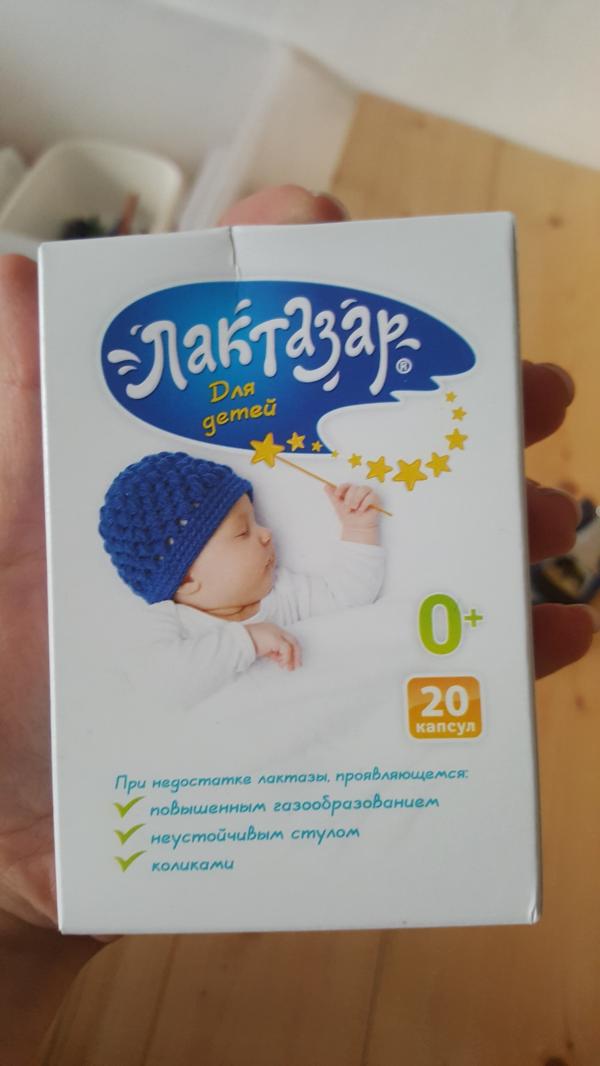 Лактазар®
Для
детей
0+
20
капсул
При недостатке лактазы, проявляющемся:
повышенным газообразованием
неустойчивым стулом
коликами